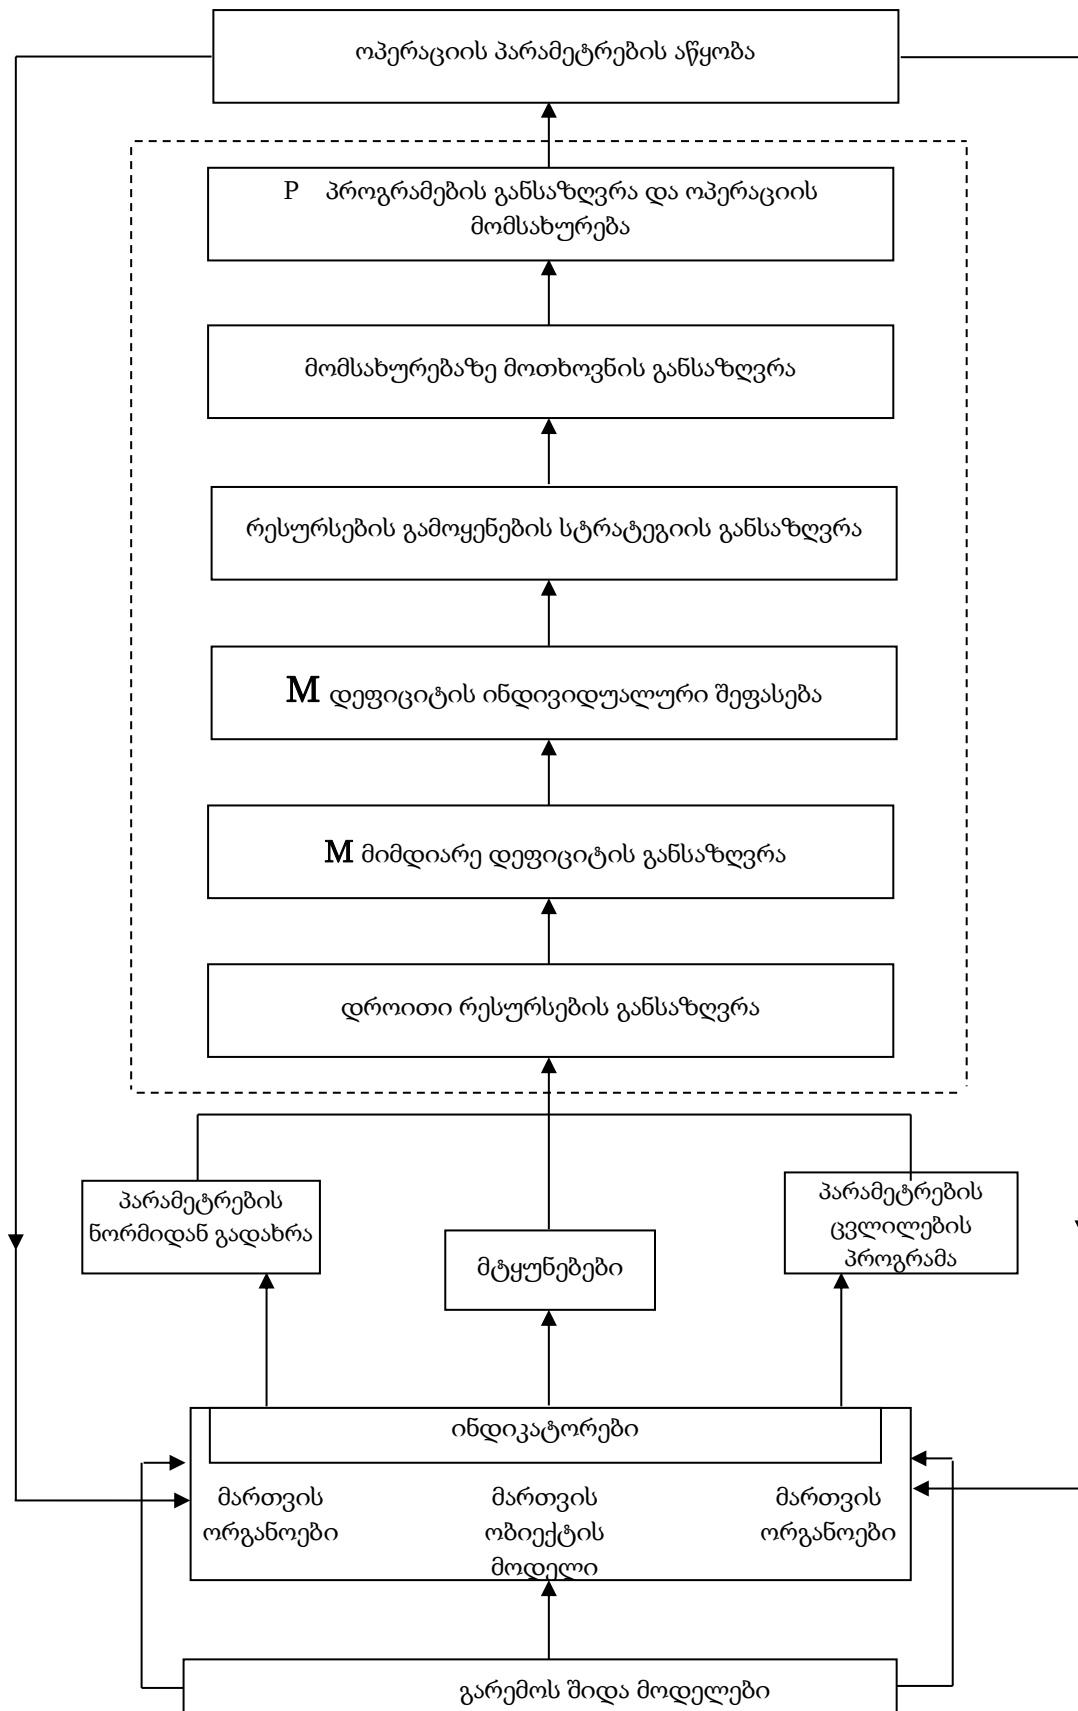 ოპერაციის პარამეტრების აწყობა
P პროგრამების განსაზღვრა და ოპერაციის
მომსახურება
მომსახურებაზე მოთხოვნის განსაზღვრა
რესურსების გამოყენების სტრატეგიის განსაზღვრა
M დეფიციტის ინდივიდუალური შეფასება
M მიმდიარე დეფიციტის განსაზღვრა
დროითი რესურსების განსაზღვრა
პარამეტრების
ნორმიდან გადახრა
მტყუნებები
პარამეტრების
ცვლილების
პროგრამა
ინდიკატორები
მართვის
ორგანოები
მართვის
ობიექტის
მოდელი
მართვის
ორგანოები
გარემოს შიდა მოდელები